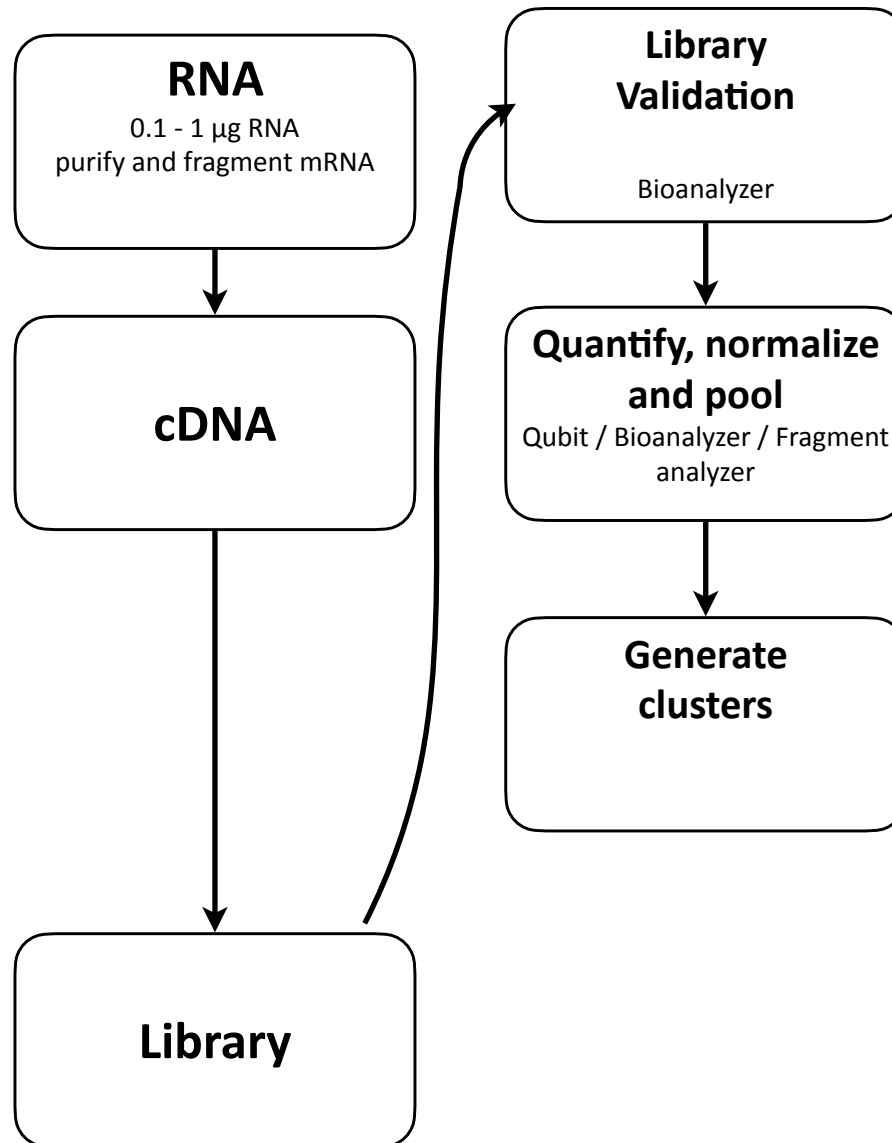 RNA
0.1 - 1 µg RNA
purify and fragment mRNA
cDNA
Library
Library
Validation
Bioanalyzer
Quantify, normalize
and pool
Qubit / Bioanalyzer / Fragment
analyzer
Generate
clusters